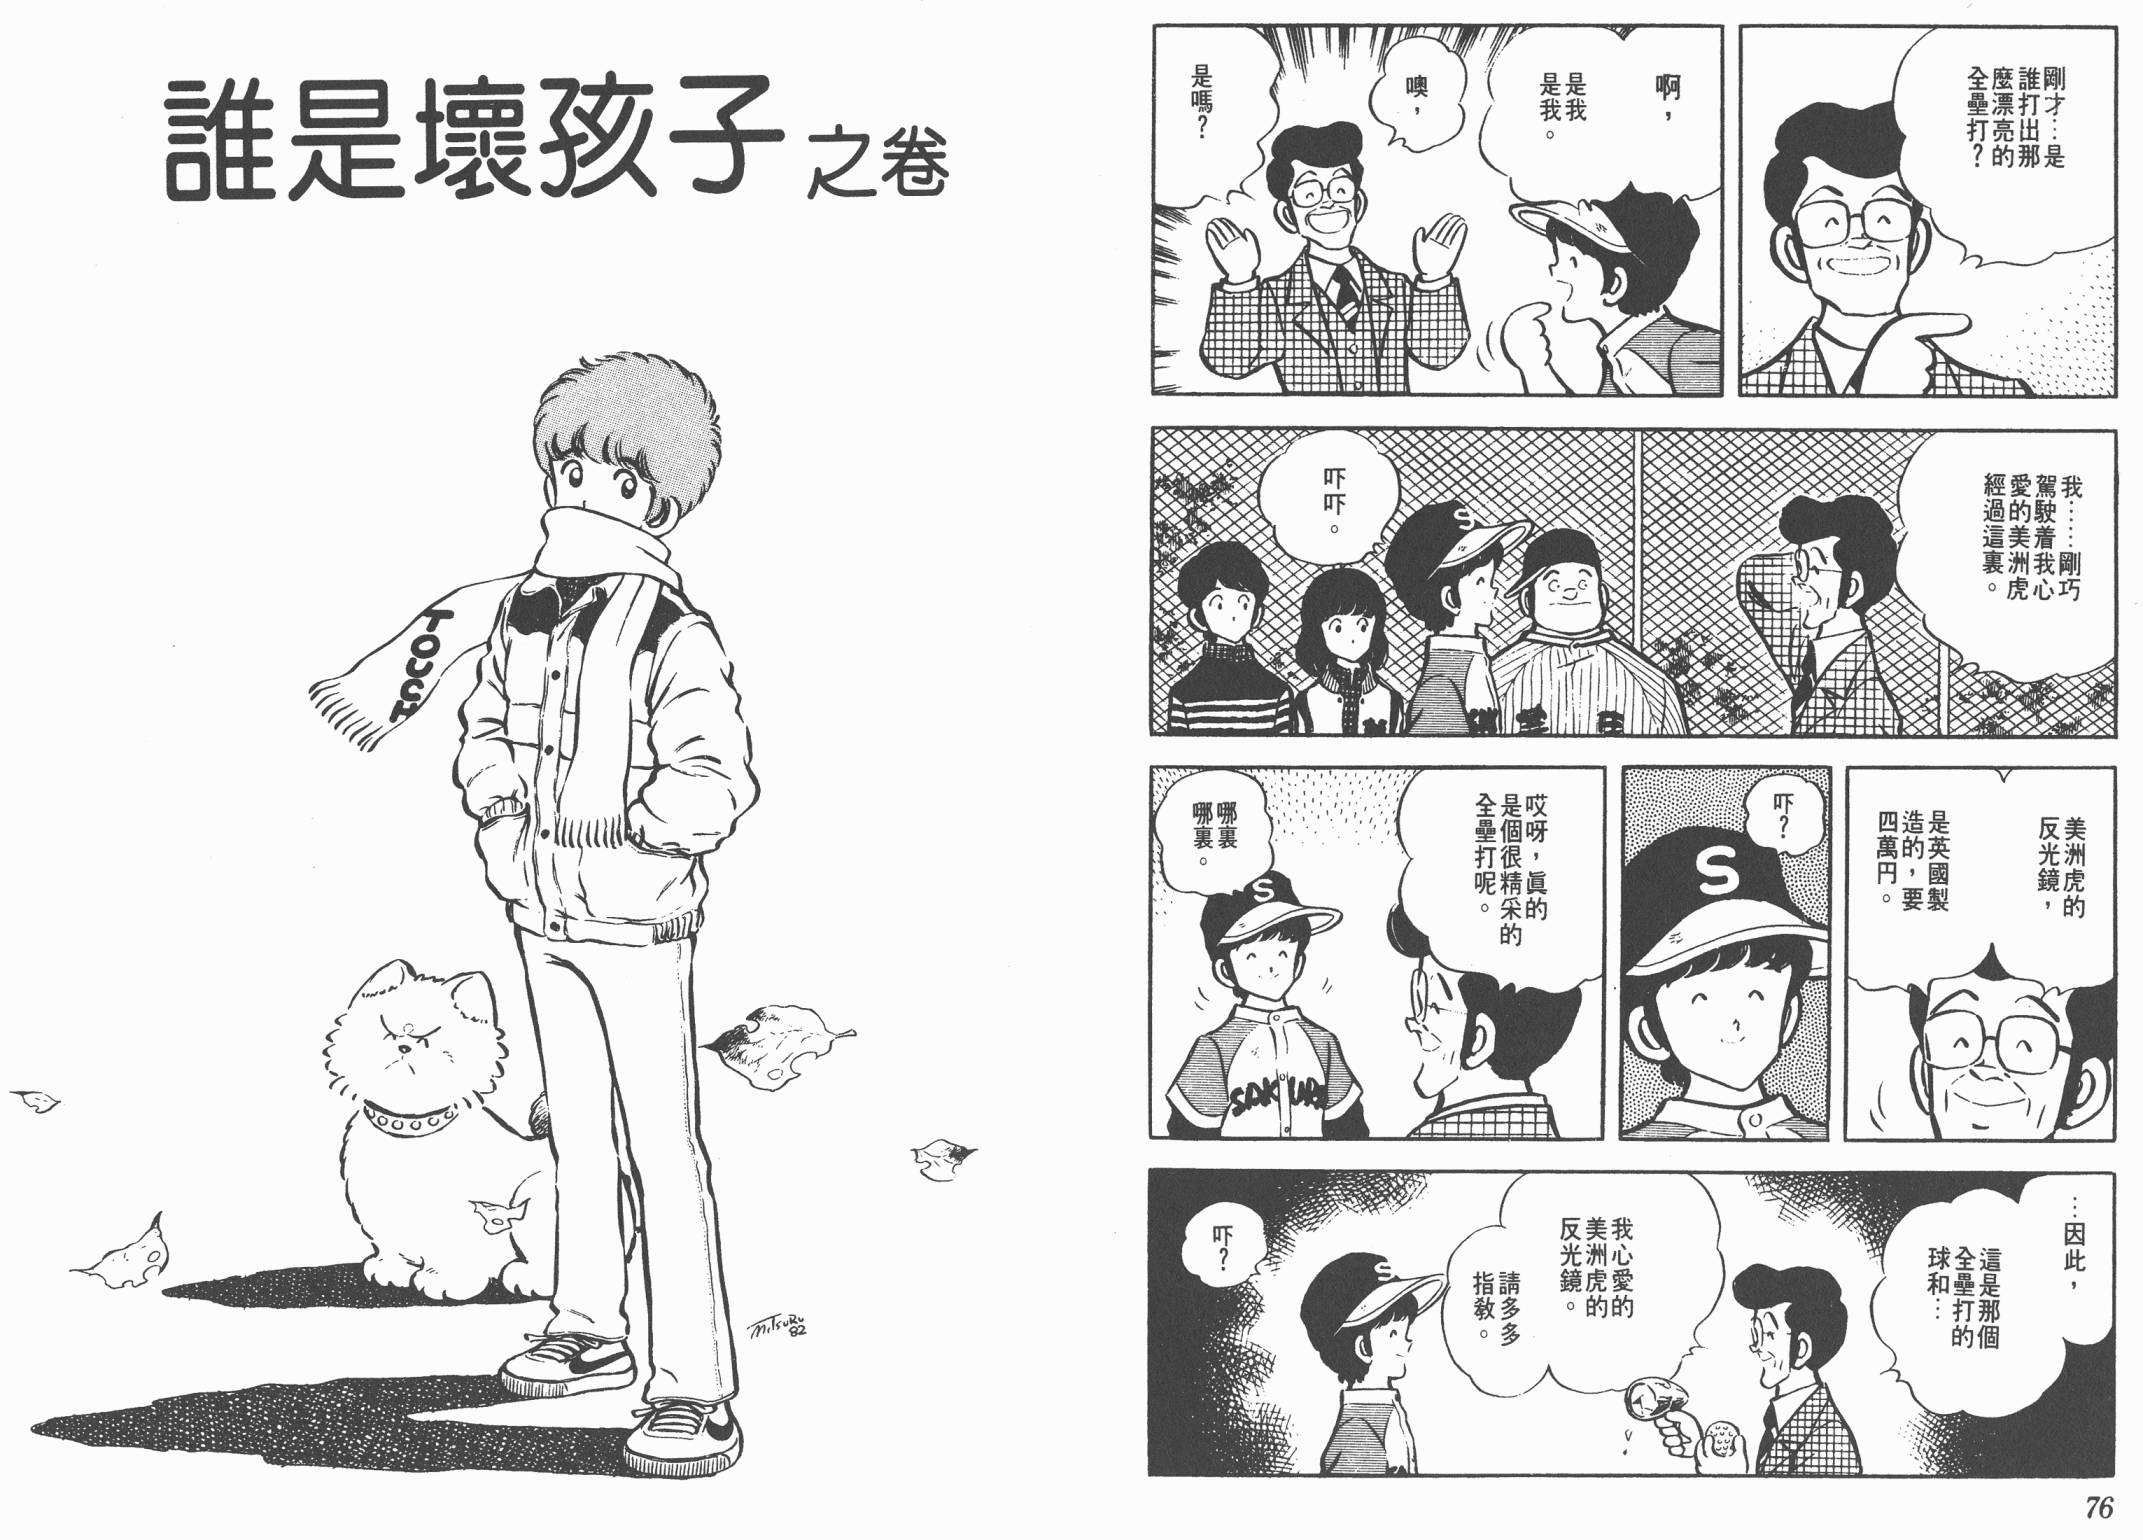 剛才…是
誰打出那
麼漂亮的
全壘打？
啊，
是我
是我。
噢，
是嗎？
我……剛巧
駕駛着我心
愛的美洲虎
經過這裏。
S
吓吓。
美洲虎的
反光鏡，
是英國製
造的，要
四萬円。
吓？
S
哎呀，眞的
是個很精采的
全壘打呢。
哪裏
哪裏。
S
SAKURA
…因此，
這是那個
全壘打的
球和…
我心愛的
美洲虎的
反光鏡。
請多多
指敎。
吓？
S
76
誰是壞孩子之卷
TOUCH
MITSURU
82